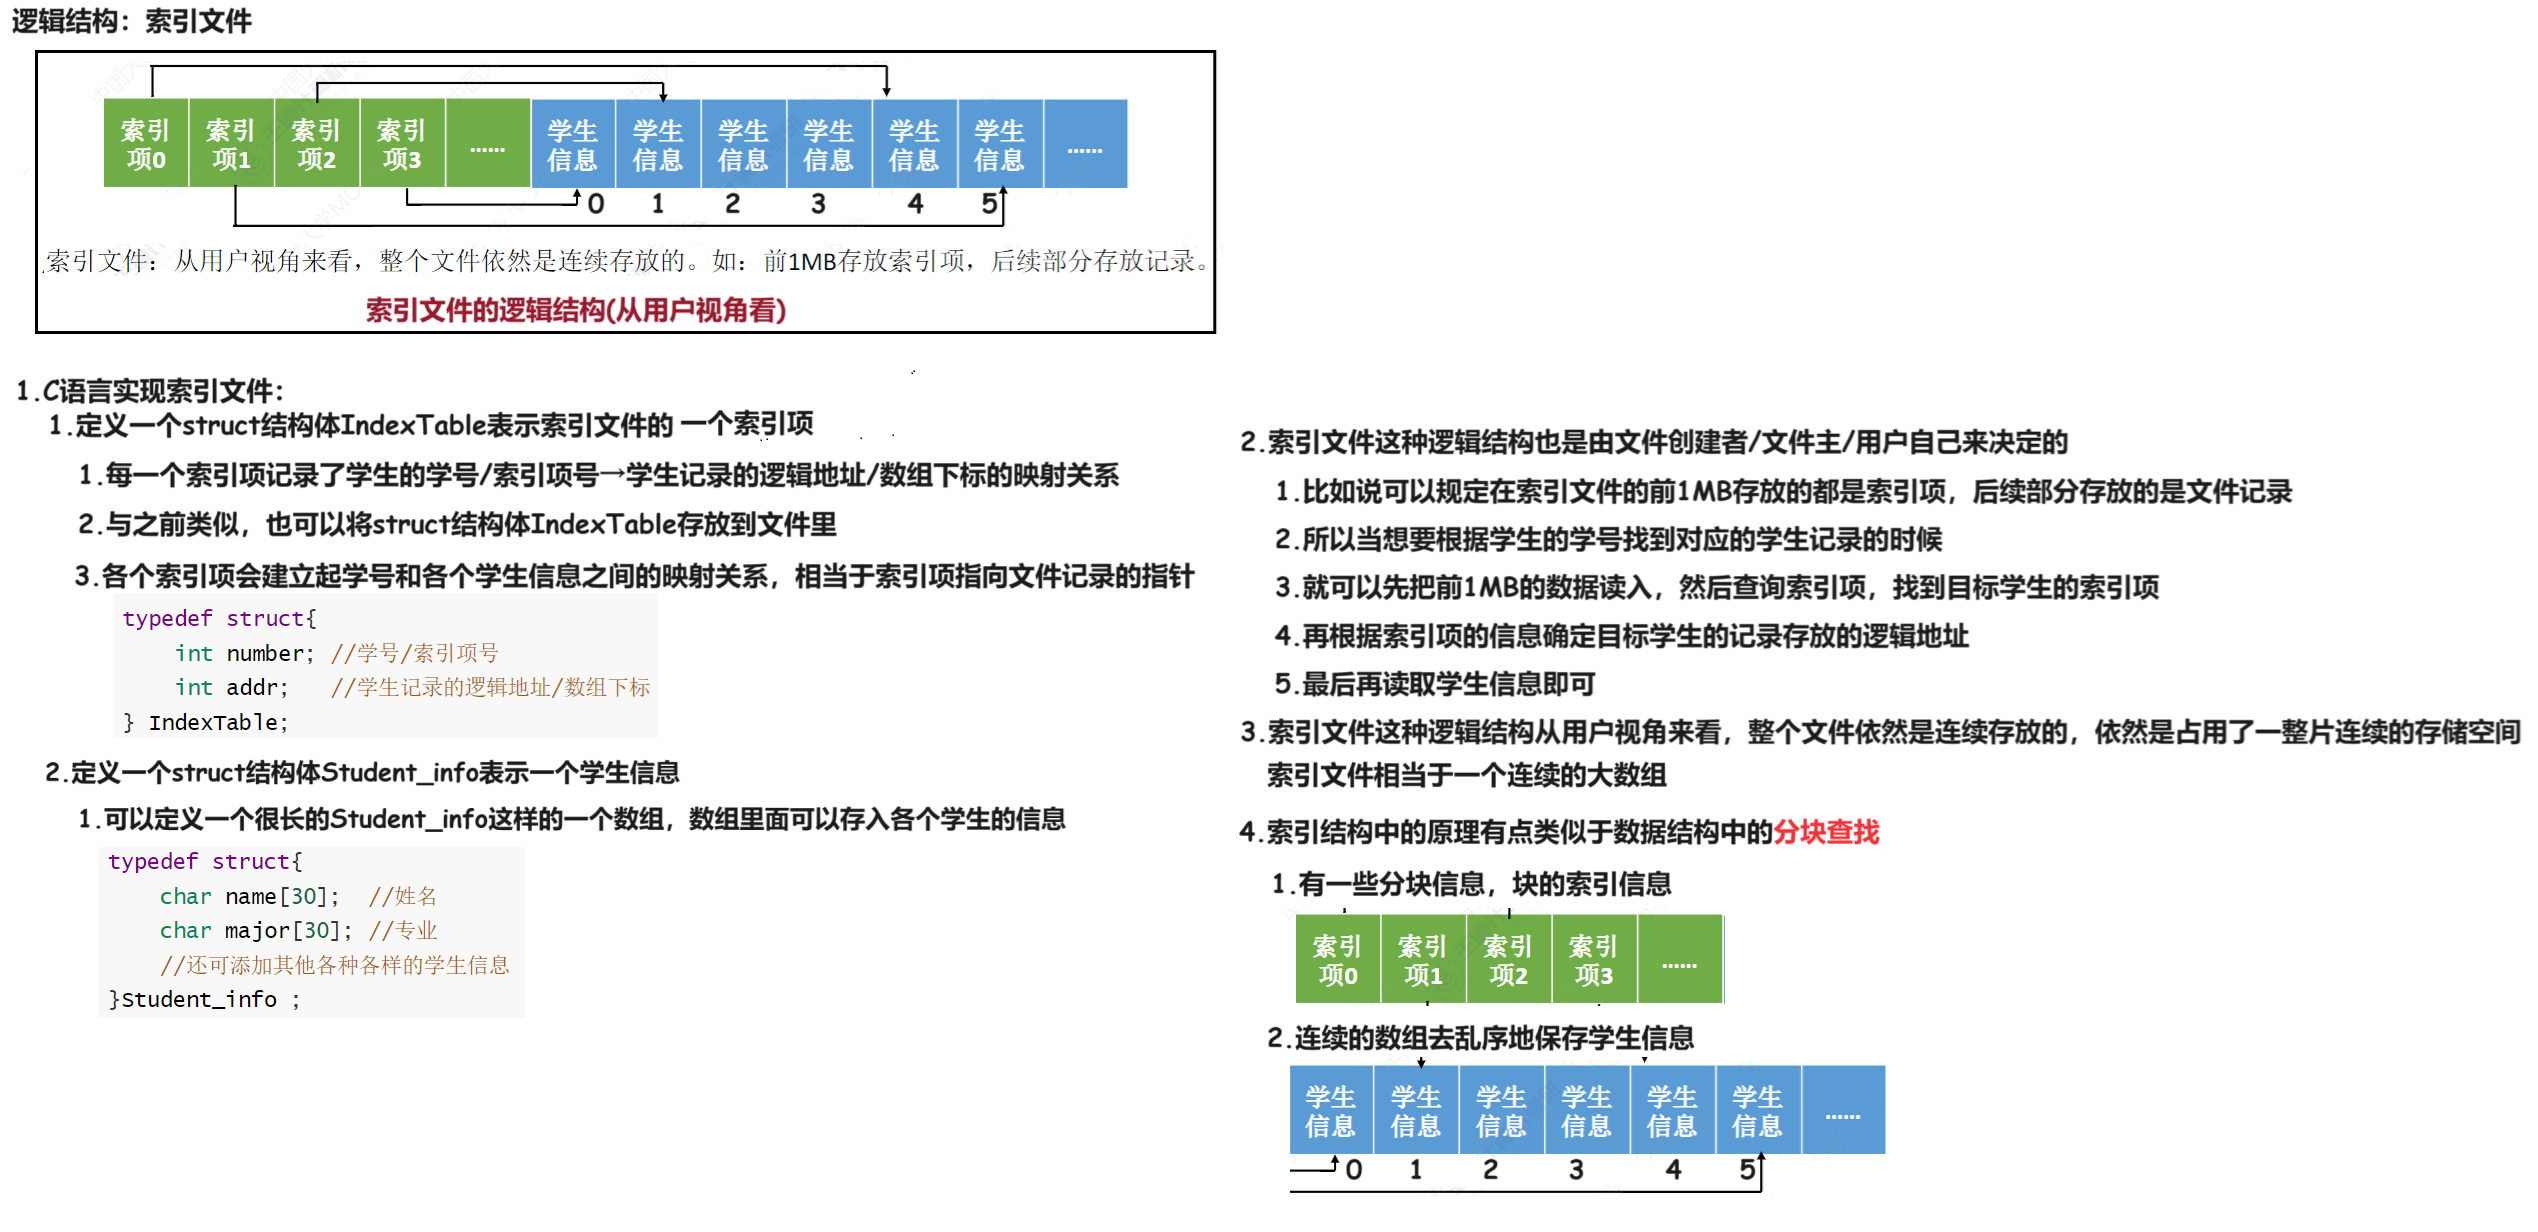 逻辑结构：索引文件
索引项0 索引项1 索引项2 索引项3 …… 学生信息 学生信息 学生信息 学生信息 学生信息 学生信息 ……
0 1 2 3 4 5
索引文件：从用户视角来看，整个文件依然是连续存放的。如：前1MB存放索引项，后续部分存放记录。
索引文件的逻辑结构(从用户视角看)
1.C语言实现索引文件：
1.定义一个struct结构体IndexTable表示索引文件的 一个索引项
1.每一个索引项记录了学生的学号/索引项号→学生记录的逻辑地址/数组下标的映射关系
2.与之前类似，也可以将struct结构体IndexTable存放到文件里
3.各个索引项会建立起学号和各个学生信息之间的映射关系，相当于索引项指向文件记录的指针
typedef struct{
int number; //学号/索引项号
int addr; //学生记录的逻辑地址/数组下标
} IndexTable;
2.定义一个struct结构体Student_info表示一个学生信息
1.可以定义一个很长的Student_info这样的一个数组，数组里面可以存入各个学生的信息
typedef struct{
char name[30]; //姓名
char major[30]; //专业
//还可添加其他各种各样的学生信息
}Student_info ;
2.索引文件这种逻辑结构也是由文件创建者/文件主/用户自己来决定的
1.比如说可以规定在索引文件的前1MB存放的都是索引项，后续部分存放的是文件记录
2.所以当想要根据学生的学号找到对应的学生记录的时候
3.就可以先把前1MB的数据读入，然后查询索引项，找到目标学生的索引项
4.再根据索引项的信息确定目标学生的记录存放的逻辑地址
5.最后再读取学生信息即可
3.索引文件这种逻辑结构从用户视角来看，整个文件依然是连续存放的，依然是占用了一整片连续的存储空间
索引文件相当于一个连续的大数组
4.索引结构中的原理有点类似于数据结构中的分块查找
1.有一些分块信息，块的索引信息
索引项0 索引项1 索引项2 索引项3 ……
2.连续的数组去乱序地保存学生信息
学生信息 学生信息 学生信息 学生信息 学生信息 学生信息 ……
0 1 2 3 4 5